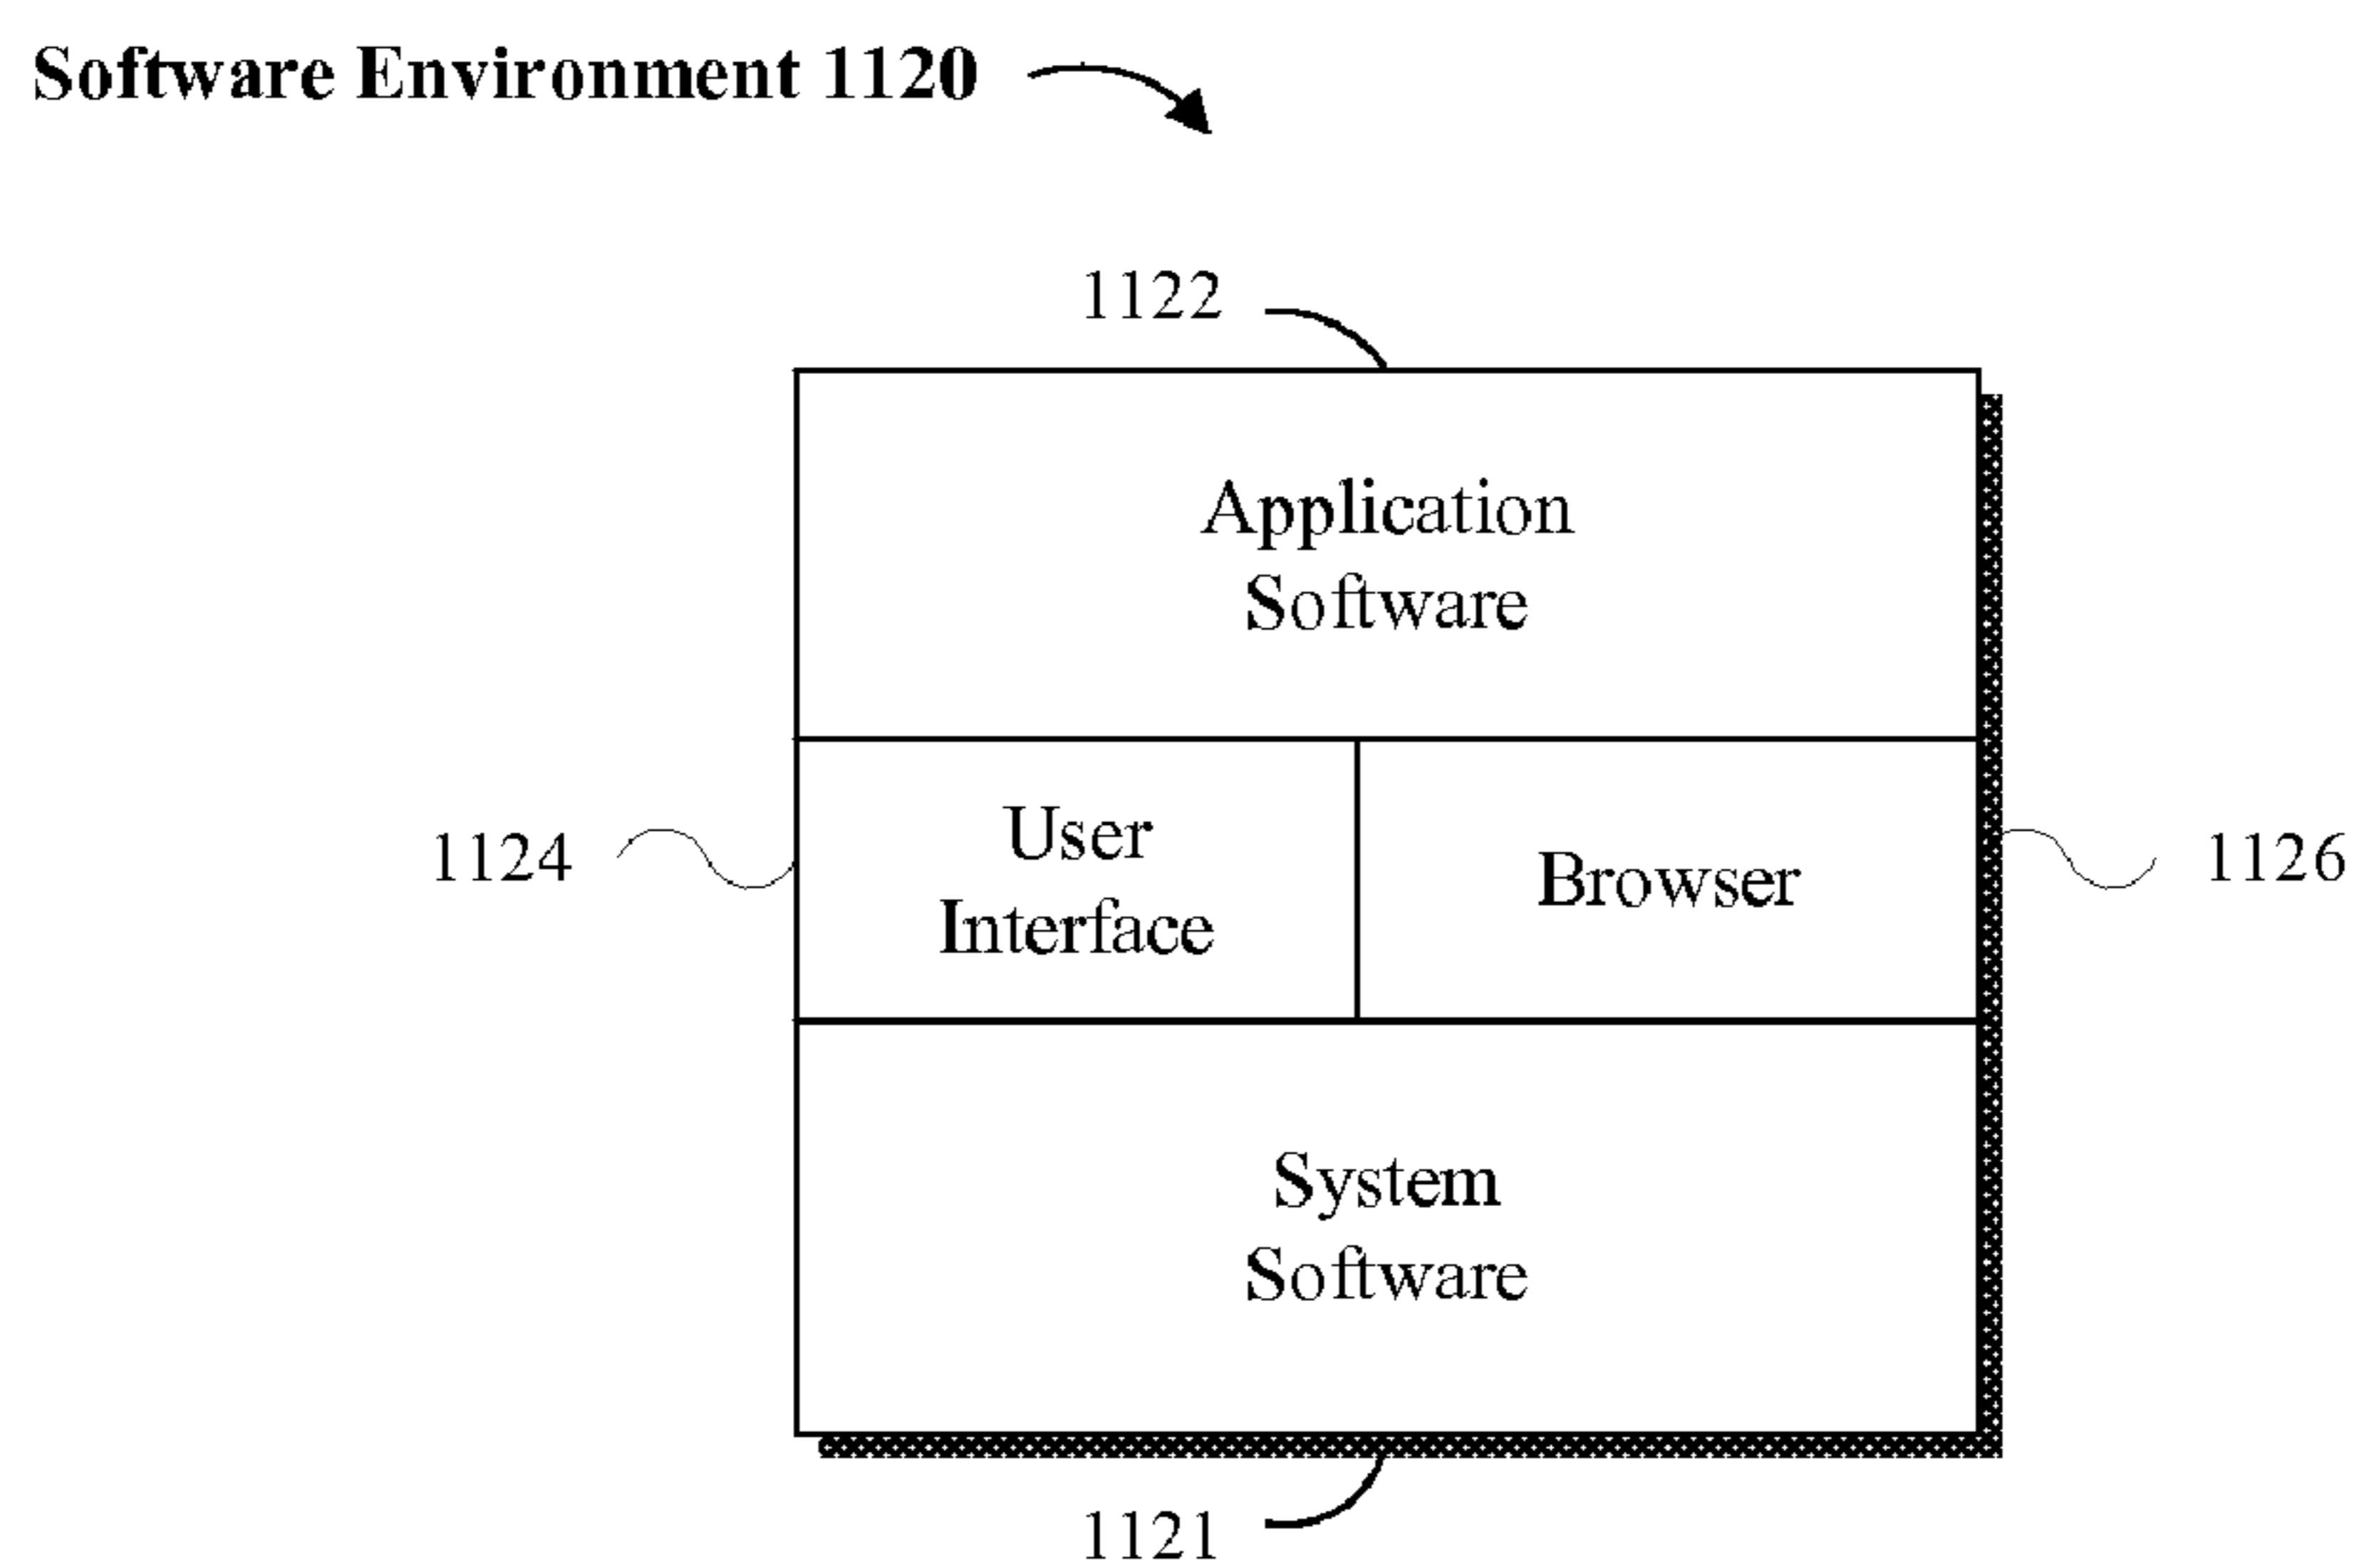 Software Environment 1120
1122
Application
Software
1124
User
Interface
Browser
1126
System
Software
1121